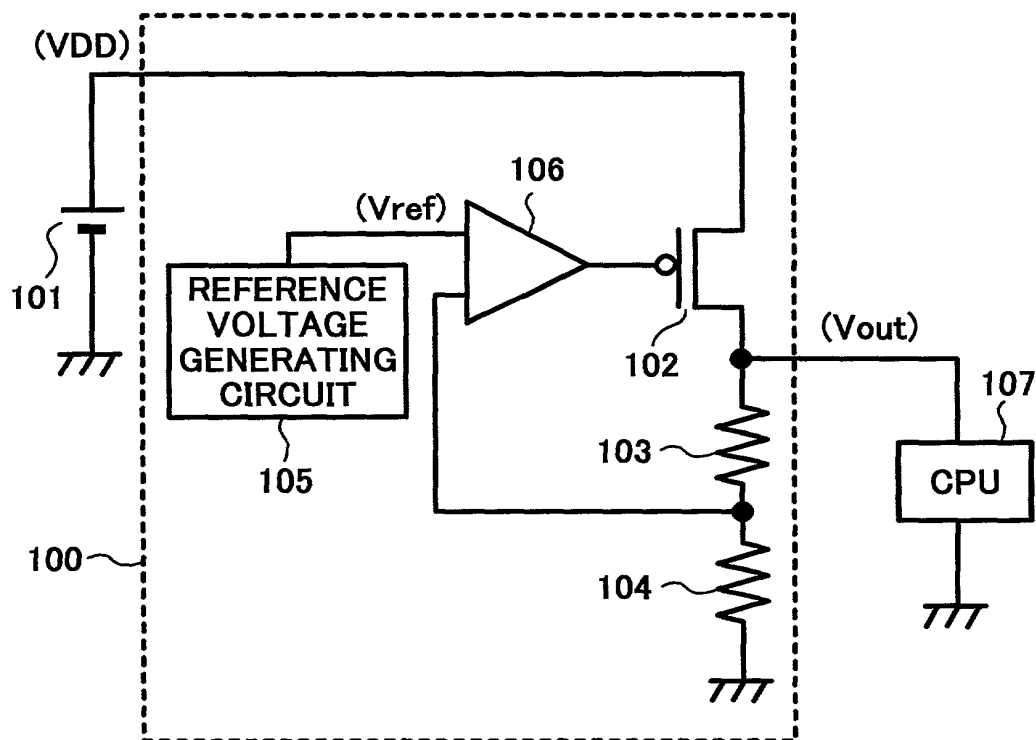 (VDD)
106
(Vref)
101
REFERENCE
VOLTAGE
GENERATING
CIRCUIT
102
(Vout)
107
103
CPU
105
100
104